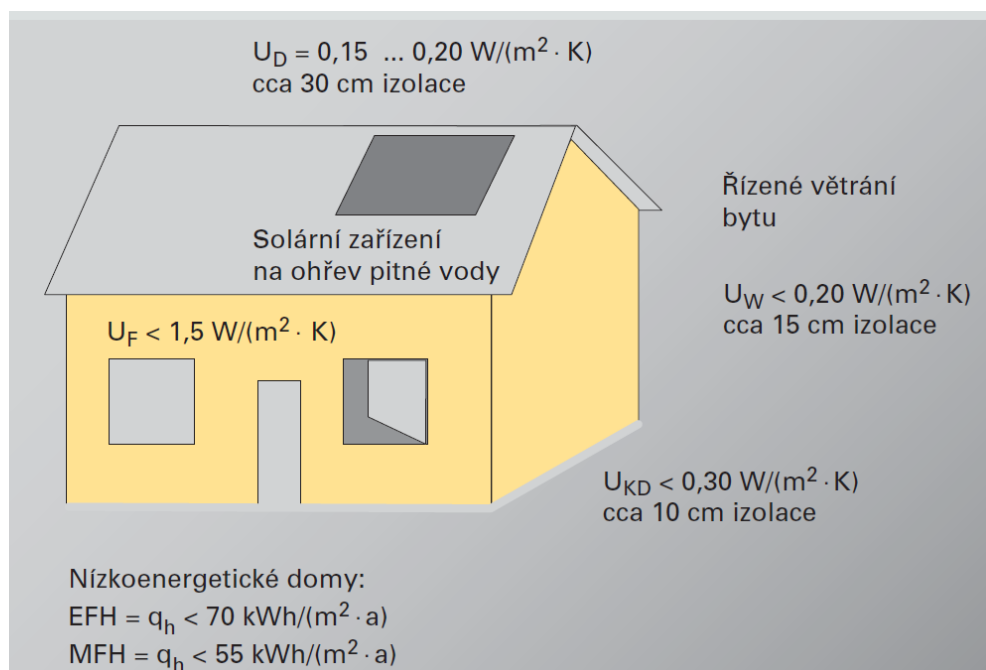 U_D = 0,15 ... 0,20 W/(m² · K)
cca 30 cm izolace
Řízené větrání
bytu
Solární zařízení
na ohřev pitné vody
U_W < 0,20 W/(m² · K)
cca 15 cm izolace
U_F < 1,5 W/(m² · K)
U_KD < 0,30 W/(m² · K)
cca 10 cm izolace
Nízkoenergetické domy:
EFH = q_h < 70 kWh/(m² · a)
MFH = q_h < 55 kWh/(m² · a)